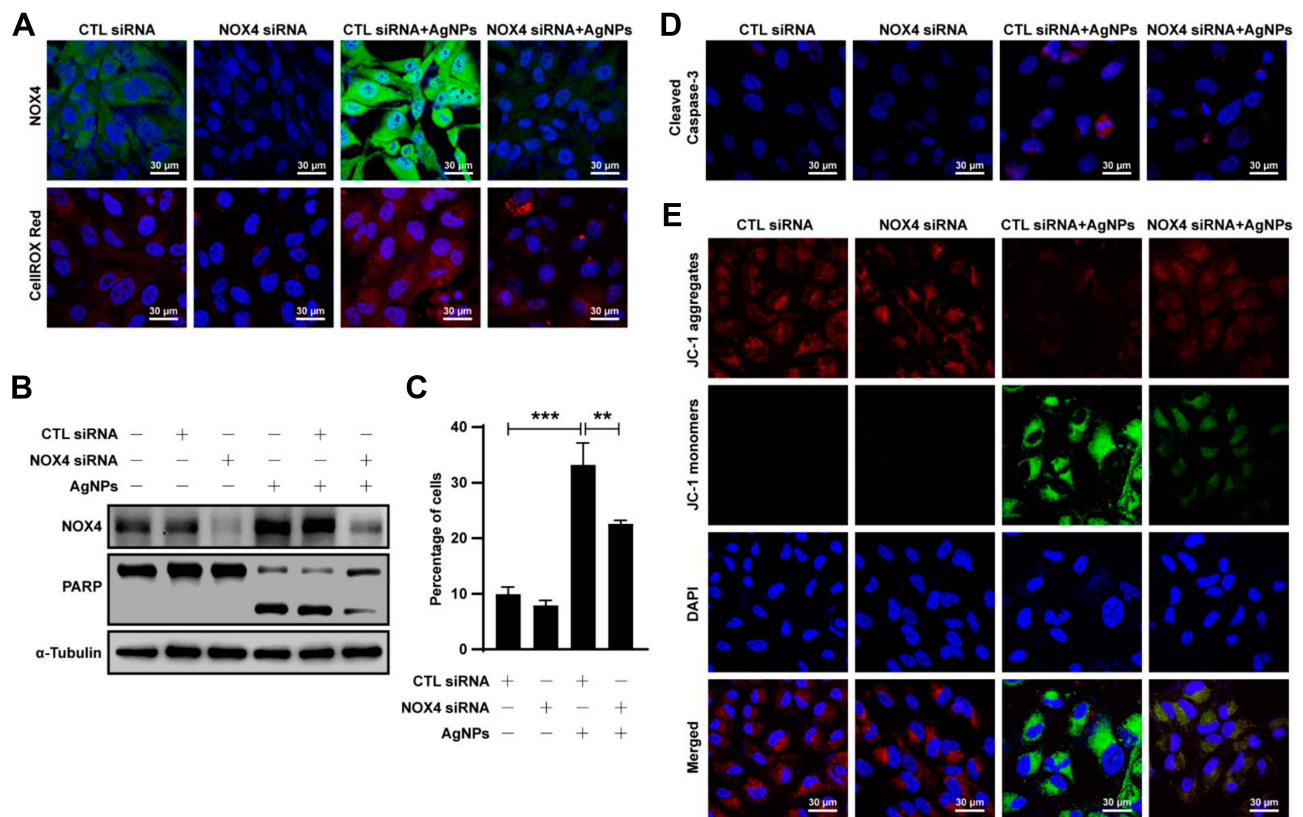 A
CTL siRNA NOX4 siRNA CTL siRNA+AgNPs NOX4 siRNA+AgNPs
NOX4
30 µm 30 µm 30 µm 30 µm
CellROX Red
30 µm 30 µm 30 µm 30 µm
B
CTL siRNA – + – – + –
NOX4 siRNA – – + – – +
AgNPs – – – + + +
NOX4
PARP
α-Tubulin
C
*** **
Percentage of cells
40
30
20
10
0
CTL siRNA + – + –
NOX4 siRNA – + – +
AgNPs – – + +
D
CTL siRNA NOX4 siRNA CTL siRNA+AgNPs NOX4 siRNA+AgNPs
Cleaved
Caspase-3
30 µm 30 µm 30 µm 30 µm
E
CTL siRNA NOX4 siRNA CTL siRNA+AgNPs NOX4 siRNA+AgNPs
JC-1 aggregates
JC-1 monomers
DAPI
Merged
30 µm 30 µm 30 µm 30 µm